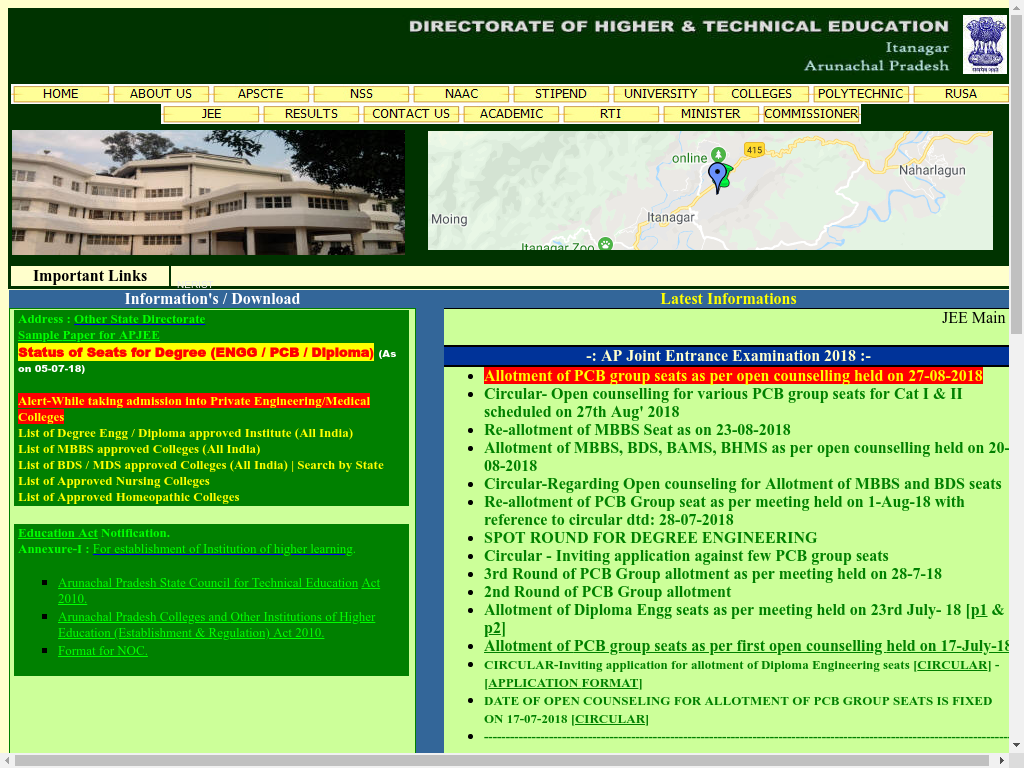 DIRECTORATE OF HIGHER & TECHNICAL EDUCATION
Itanagar
Arunachal Pradesh
HOME ABOUT US APSCTE NSS NAAC STIPEND UNIVERSITY COLLEGES POLYTECHNIC RUSA
JEE RESULTS CONTACT US ACADEMIC RTI MINISTER COMMISSIONER
online
415
Naharlagun
Moing
Itanagar
Itanagar Zoo
Important Links
NERIST
Information's / Download
Latest Informations
Address : Other State Directorate
Sample Paper for APJEE
Status of Seats for Degree (ENGG / PCB / Diploma) (As
on 05-07-18)
Alert-While taking admission into Private Engineering/Medical
Colleges
List of Degree Engg / Diploma approved Institute (All India)
List of MBBS approved Colleges (All India)
List of BDS / MDS approved Colleges (All India) | Search by State
List of Approved Nursing Colleges
List of Approved Homeopathic Colleges
Education Act Notification.
Annexure-I : For establishment of Institution of higher learning.
Arunachal Pradesh State Council for Technical Education Act
2010.
Arunachal Pradesh Colleges and Other Institutions of Higher
Education (Establishment & Regulation) Act 2010.
Format for NOC.
JEE Main
-: AP Joint Entrance Examination 2018 :-
Allotment of PCB group seats as per open counselling held on 27-08-2018
Circular- Open counselling for various PCB group seats for Cat I & II
scheduled on 27th Aug' 2018
Re-allotment of MBBS Seat as on 23-08-2018
Allotment of MBBS, BDS, BAMS, BHMS as per open counselling held on 20-
08-2018
Circular-Regarding Open counseling for Allotment of MBBS and BDS seats
Re-allotment of PCB Group seat as per meeting held on 1-Aug-18 with
reference to circular dtd: 28-07-2018
SPOT ROUND FOR DEGREE ENGINEERING
Circular - Inviting application against few PCB group seats
3rd Round of PCB Group allotment as per meeting held on 28-7-18
2nd Round of PCB Group allotment
Allotment of Diploma Engg seats as per meeting held on 23rd July- 18 [p1 &
p2]
Allotment of PCB group seats as per first open counselling held on 17-July-18
CIRCULAR-Inviting application for allotment of Diploma Engineering seats [CIRCULAR] -
[APPLICATION FORMAT]
DATE OF OPEN COUNSELING FOR ALLOTMENT OF PCB GROUP SEATS IS FIXED
ON 17-07-2018 [CIRCULAR]